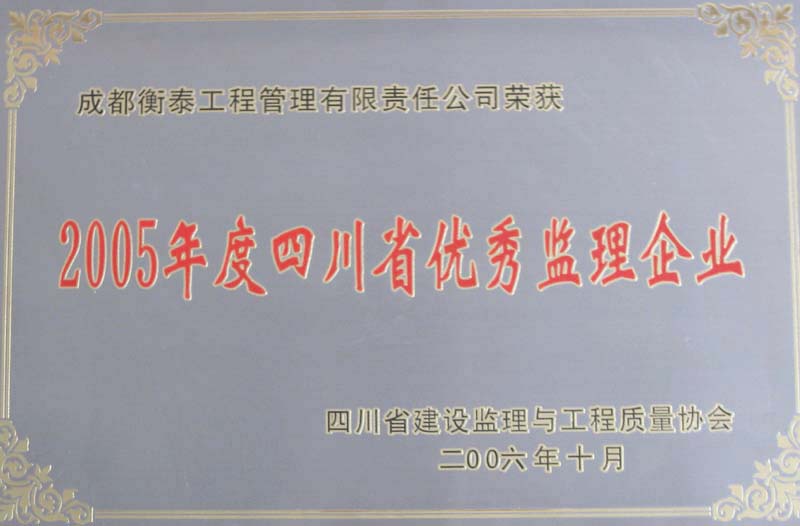 成都衡泰工程管理有限责任公司荣获
2005年度四川省优秀监理企业
四川省建设监理与工程质量协会
二00六年十月